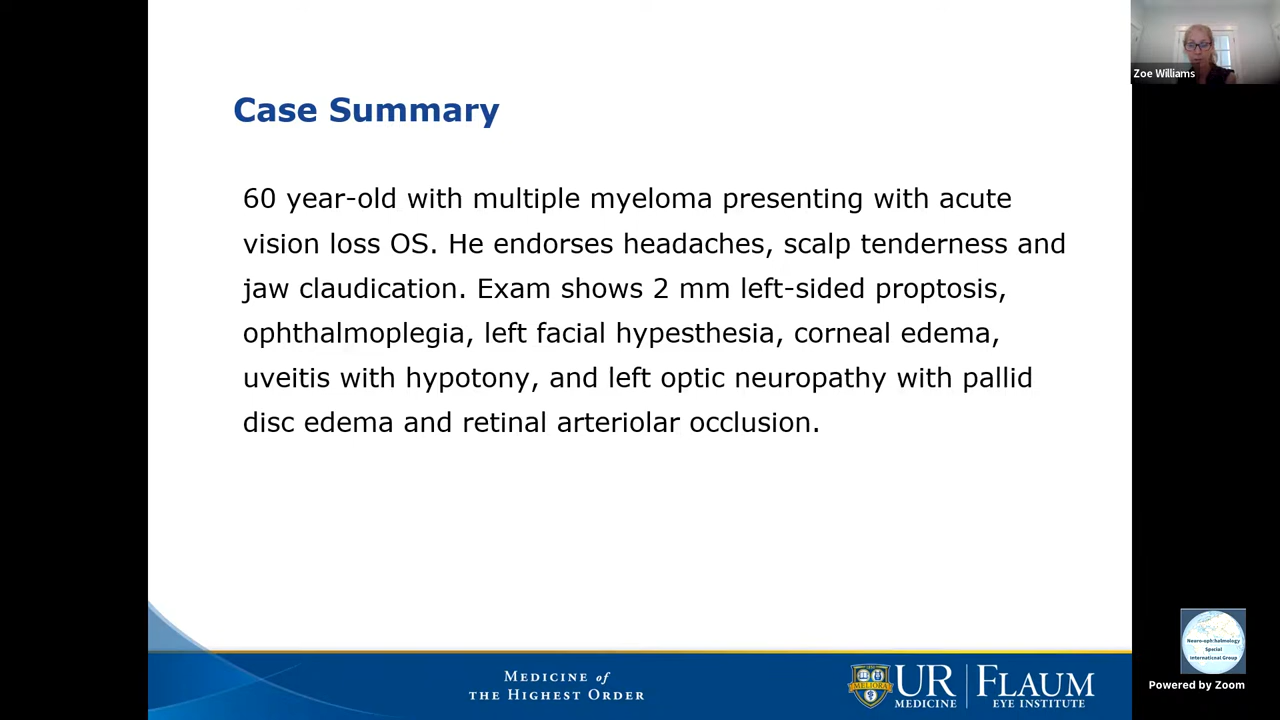 Zoe Williams
Case Summary
60 year-old with multiple myeloma presenting with acute
vision loss OS. He endorses headaches, scalp tenderness and
jaw claudication. Exam shows 2 mm left-sided proptosis,
ophthalmoplegia, left facial hypesthesia, corneal edema,
uveitis with hypotony, and left optic neuropathy with pallid
disc edema and retinal arteriolar occlusion.
MEDICINE of
THE HIGHEST ORDER
MELIORA
UR
MEDICINE
FLAUM
EYE INSTITUTE
Neuro-ophthalmology
Special
International Group
Powered by Zoom